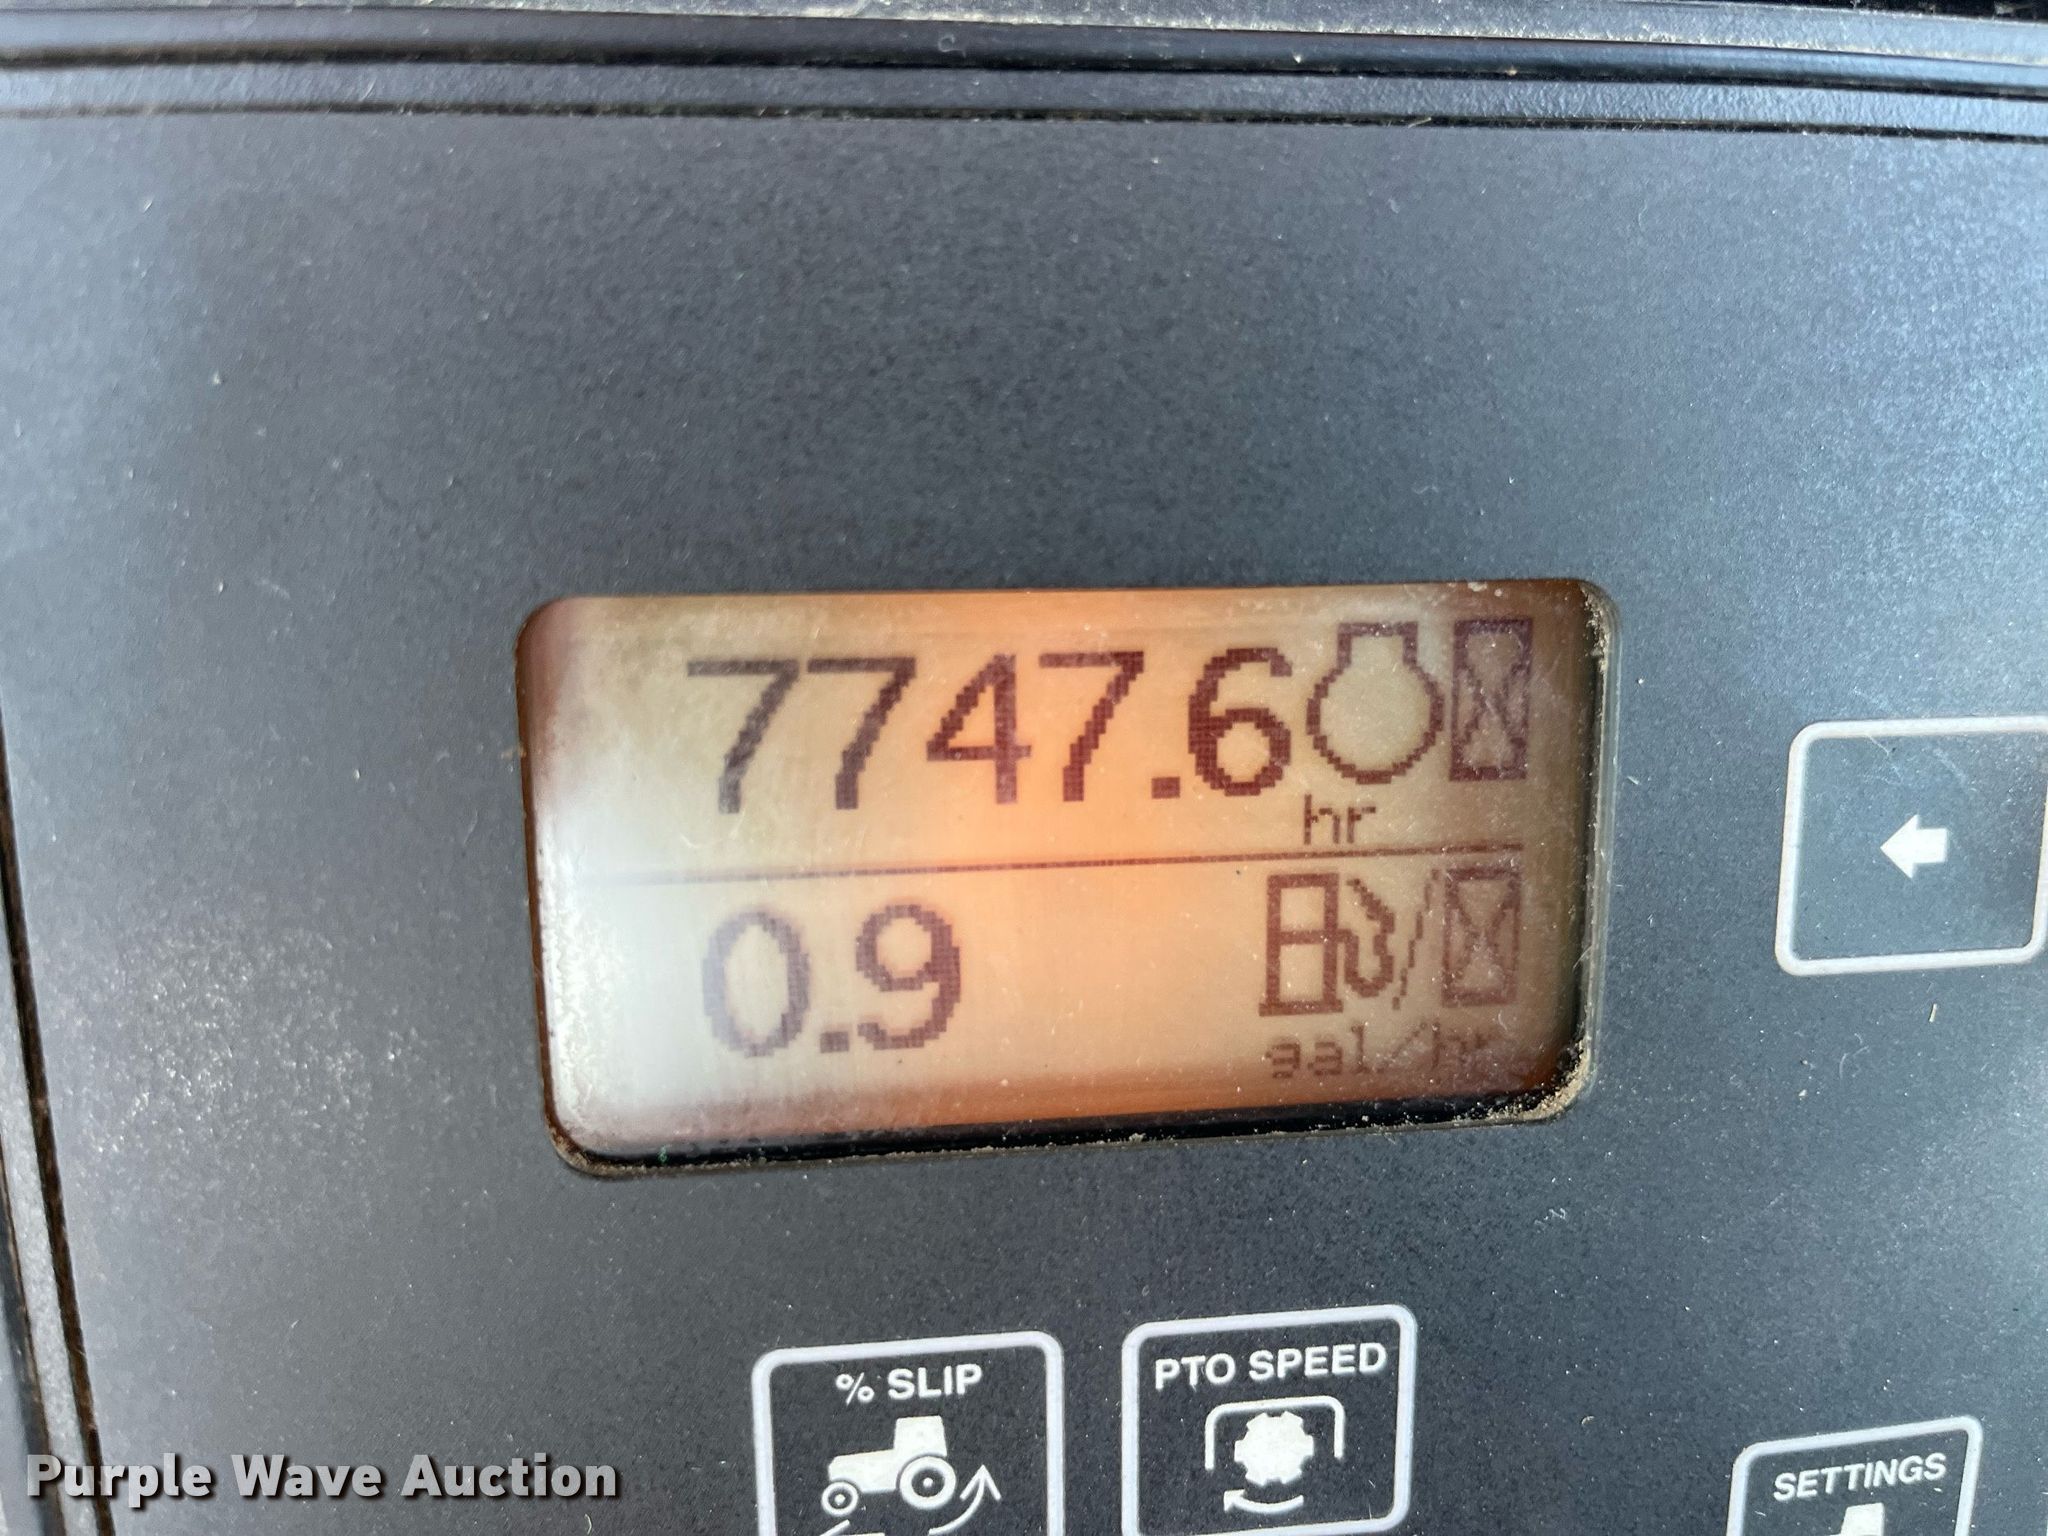 7747.6
hr
0.9
gal/hr
% SLIP
PTO SPEED
SETTINGS
Purple Wave Auction